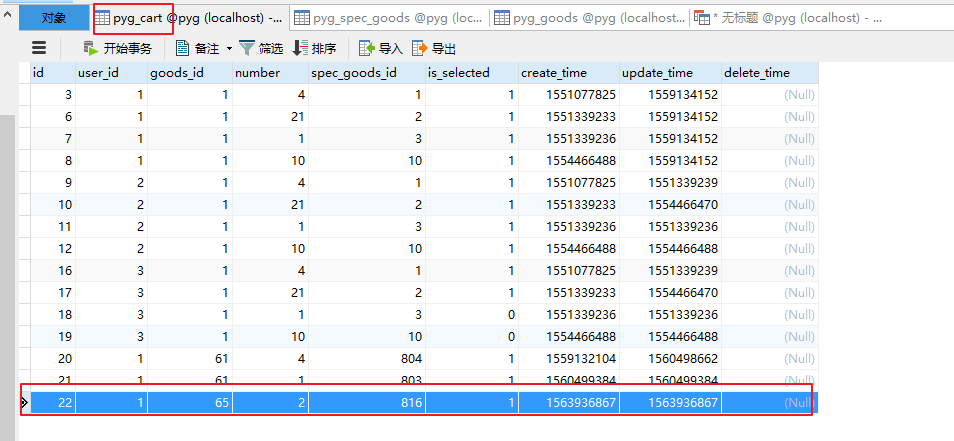 对象 pyg_cart @pyg (localhost) -... pyg_spec_goods @pyg (loc... pyg_goods @pyg (localhost... * 无标题 @pyg (localhost) - ...
开始事务 备注 筛选 排序 导入 导出
id user_id goods_id number spec_goods_id is_selected create_time update_time delete_time
3 1 1 4 1 1 1551077825 1559134152 (Null)
6 1 1 21 2 1 1551339233 1559134152 (Null)
7 1 1 1 3 1 1551339236 1559134152 (Null)
8 1 1 10 10 1 1554466488 1559134152 (Null)
9 2 1 4 1 1 1551077825 1551339239 (Null)
10 2 1 21 2 1 1551339233 1554466470 (Null)
11 2 1 1 3 1 1551339236 1551339236 (Null)
12 2 1 10 10 1 1554466488 1554466488 (Null)
16 3 1 4 1 1 1551077825 1551339239 (Null)
17 3 1 21 2 1 1551339233 1554466470 (Null)
18 3 1 1 3 0 1551339236 1551339236 (Null)
19 3 1 10 10 0 1554466488 1554466488 (Null)
20 1 61 4 804 1 1559132104 1560498662 (Null)
21 1 61 1 803 1 1560499384 1560499384 (Null)
22 1 65 2 816 1 1563936867 1563936867 (Null)